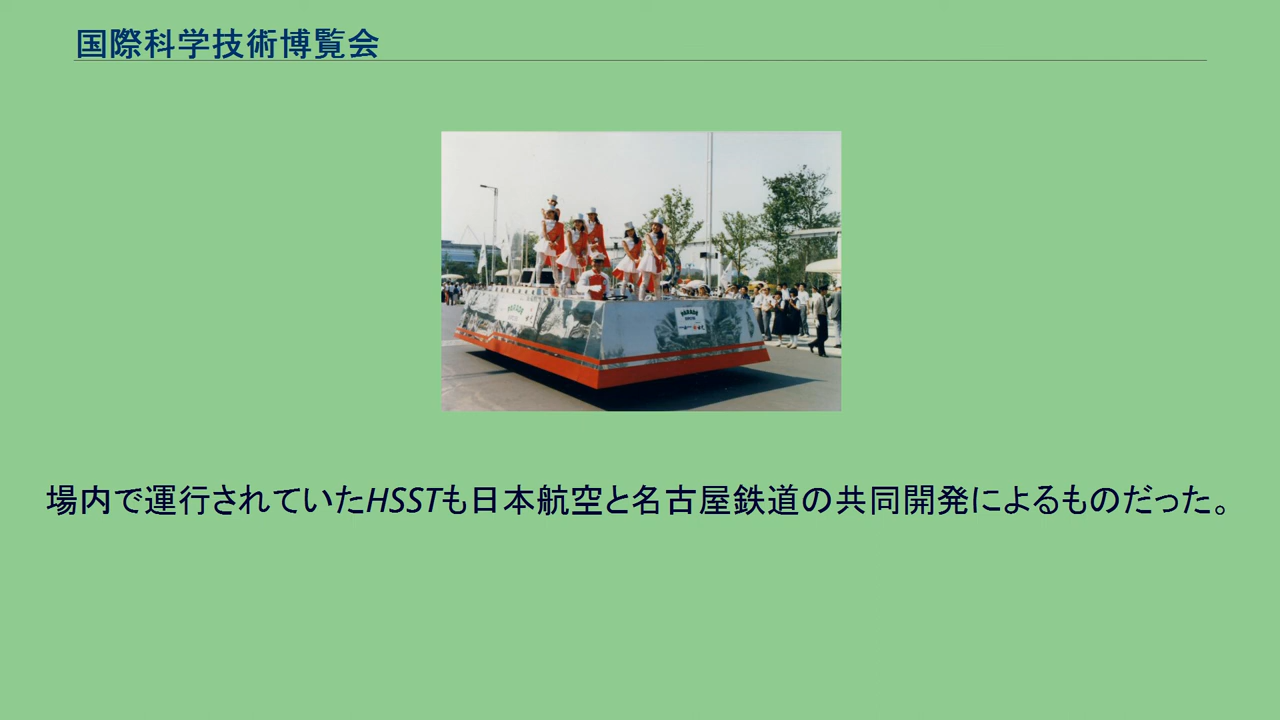 国際科学技術博覧会
PARADE
場内で運行されていたHSSTも日本航空と名古屋鉄道の共同開発によるものだった。